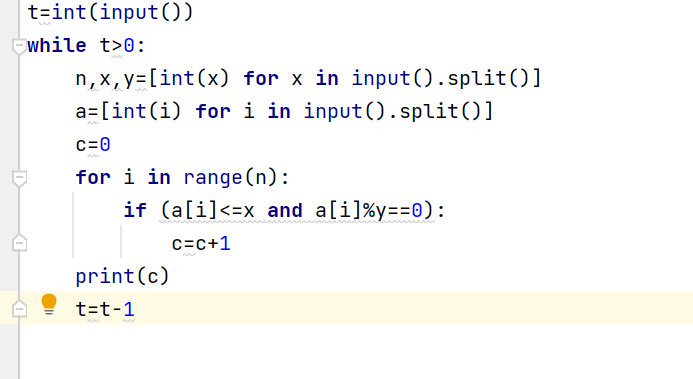 t=int(input())
while t>0:
    n,x,y=[int(x) for x in input().split()]
    a=[int(i) for i in input().split()]
    c=0
    for i in range(n):
        if (a[i]<=x and a[i]%y==0):
            c=c+1
    print(c)
    t=t-1